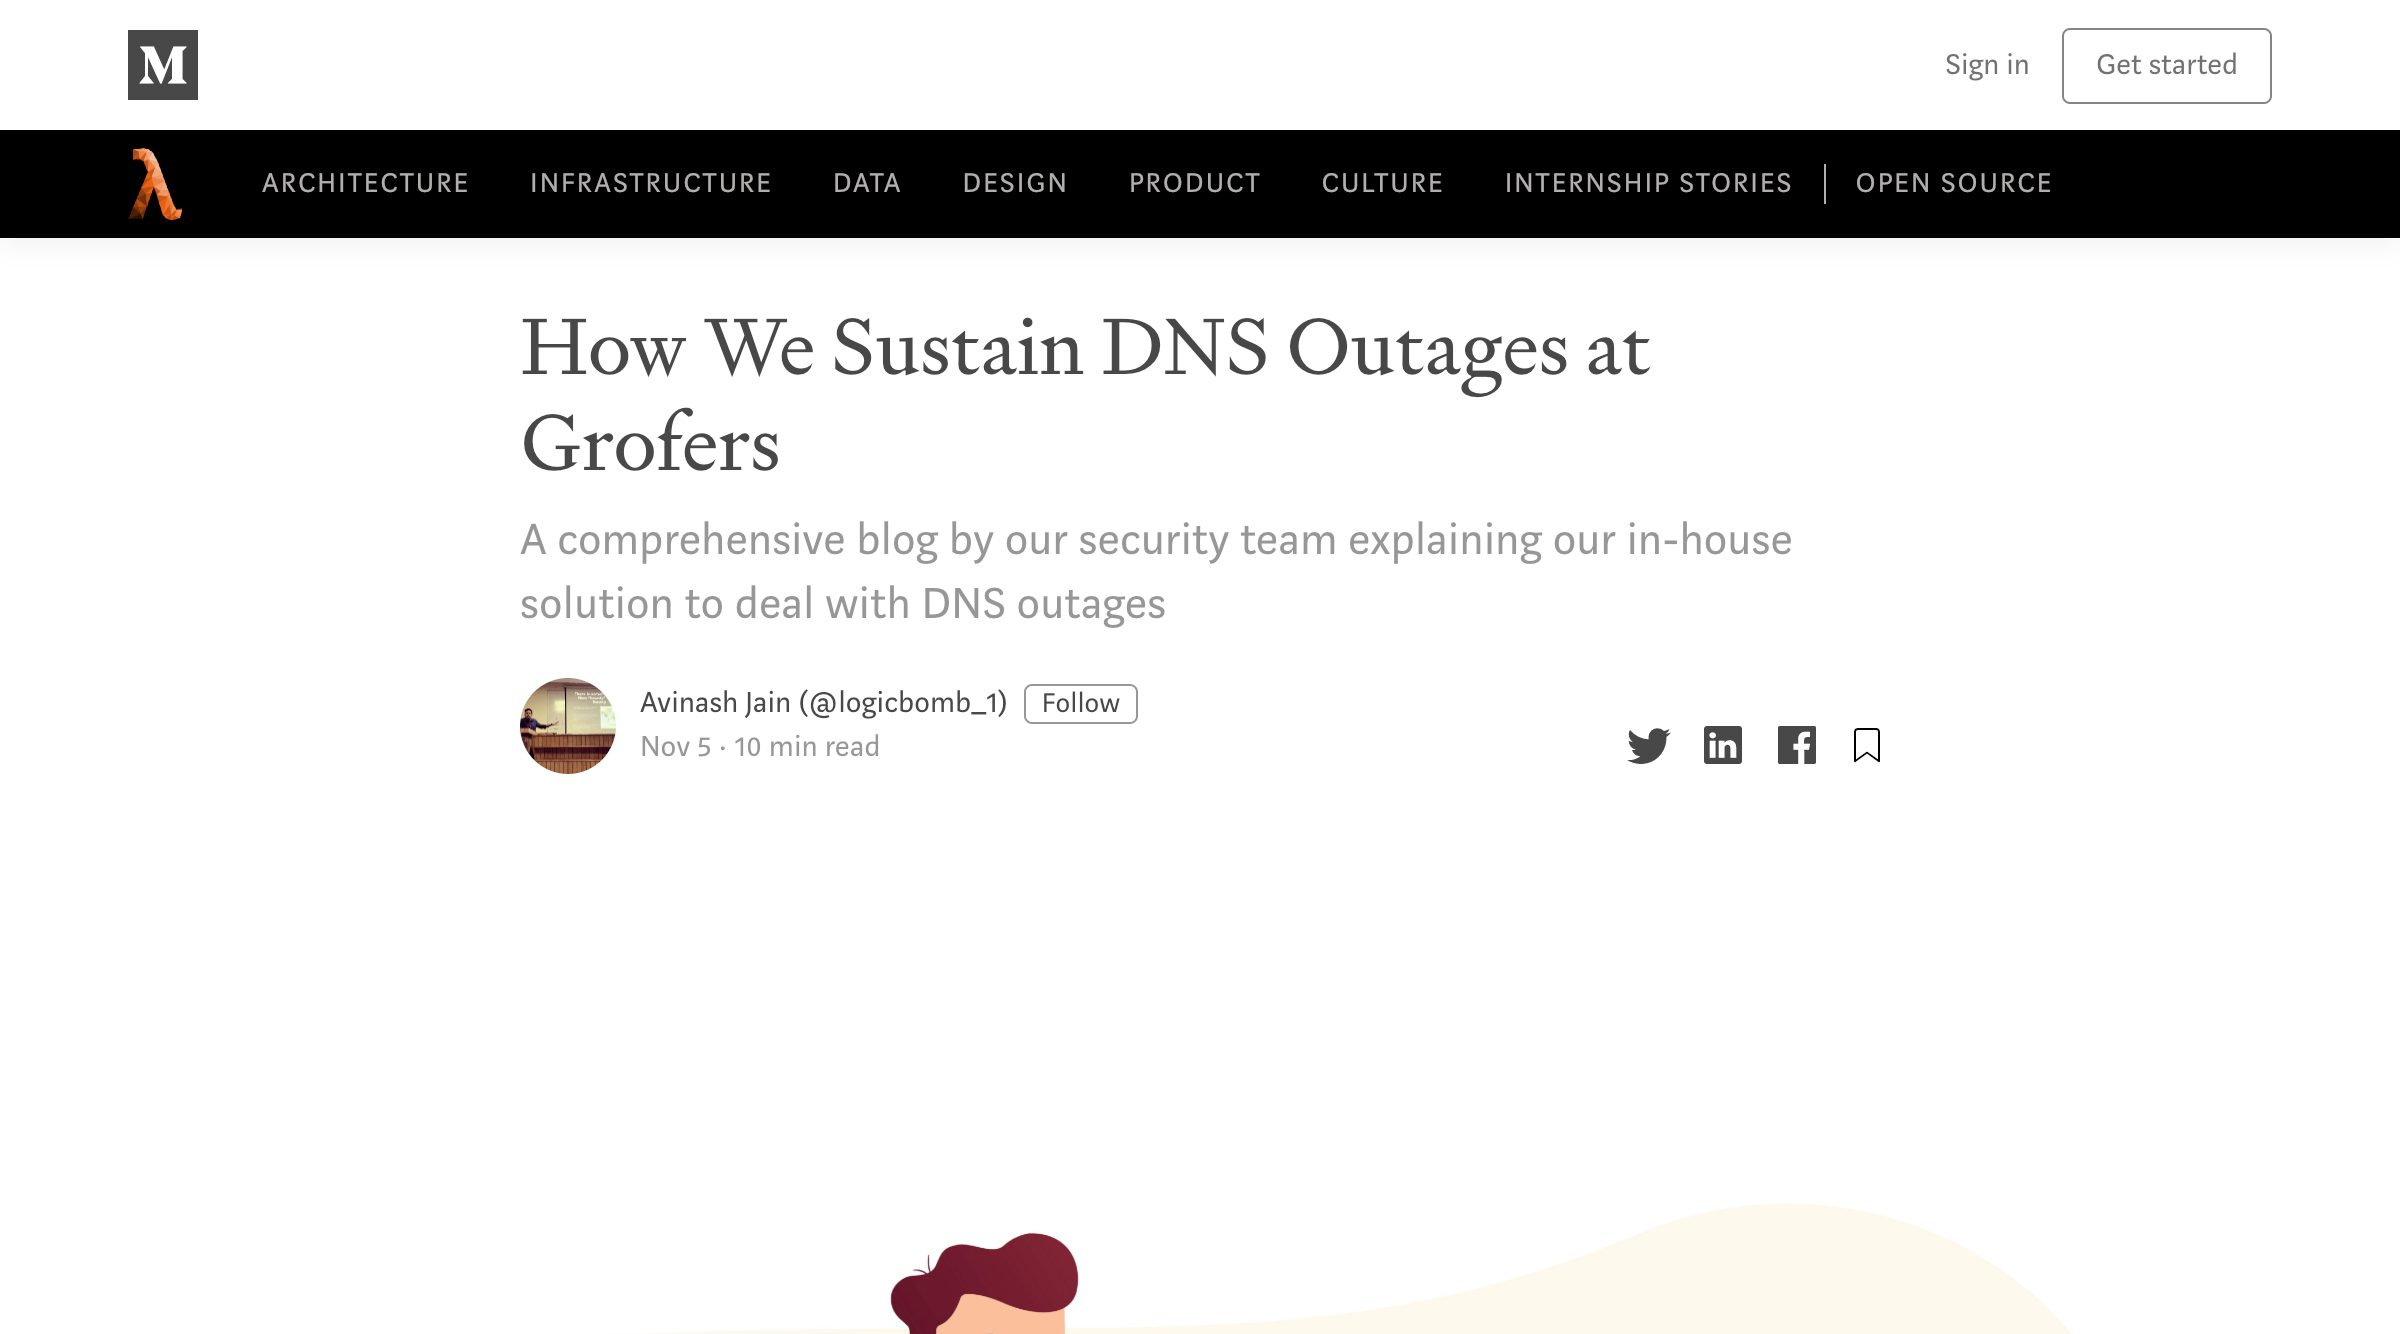 M
Sign in
Get started
ARCHITECTURE INFRASTRUCTURE DATA DESIGN PRODUCT CULTURE INTERNSHIP STORIES OPEN SOURCE
How We Sustain DNS Outages at
Grofers
A comprehensive blog by our security team explaining our in-house
solution to deal with DNS outages
Avinash Jain (@logicbomb_1) Follow
Nov 5 · 10 min read